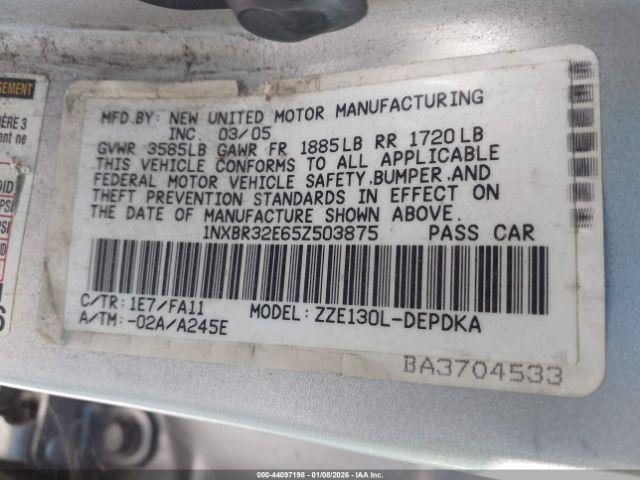 MFD.BY: NEW UNITED MOTOR MANUFACTURING
INC. 03/05
GVWR 3585LB GAWR FR 1885LB RR 1720LB
THIS VEHICLE CONFORMS TO ALL APPLICABLE
FEDERAL MOTOR VEHICLE SAFETY,BUMPER,AND
THEFT PREVENTION STANDARDS IN EFFECT ON
THE DATE OF MANUFACTURE SHOWN ABOVE.
1NXBR32E65Z503875 PASS CAR
C/TR: 1E7/FA11 MODEL: ZZE130L-DEPDKA
A/TM: -02A/A245E
BA3704533
000-44097198 - 01/08/2026 - IAAI.COM